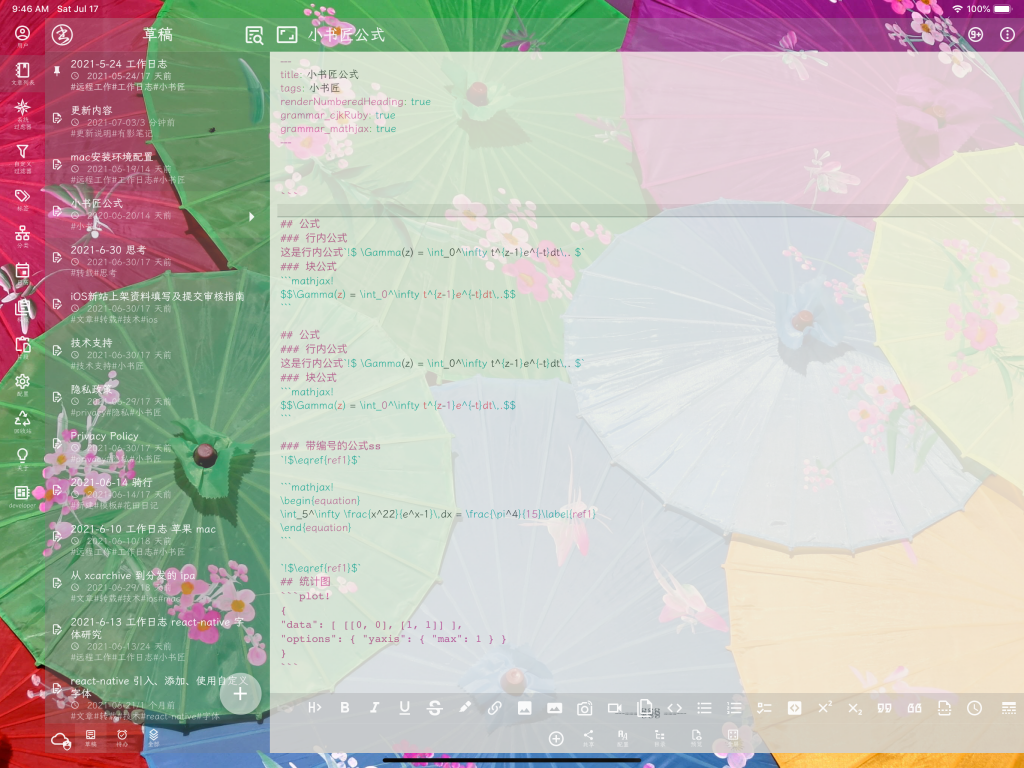 9:46 AM Sat Jul 17
100%
草稿
小书匠公式
9+
2021-5-24 工作日志
2021-05-24/17 天前
#远程工作#工作日志#小书匠
更新内容
2021-07-03/3 分钟前
#更新说明#有影笔记
mac安装环境配置
2021-06-19/14 天前
#远程工作#工作日志#小书匠
小书匠公式
2020-06-20/14 天前
2021-6-30 思考
2021-06-30/17 天前
#转载#思考
iOS新站上架资料填写及提交审核指南
2021-06-30/17 天前
#文章#转载#技术#ios
技术支持
2021-06-30/17 天前
#技术支持#小书匠
隐私政策
2021-06-29/17 天前
#privacy#隐私#小书匠
Privacy Policy
2021-06-30/17 天前
#privacy#隐私#小书匠
2021-06-14 骑行
2021-06-14/17 天前
2021-6-10 工作日志 苹果 mac
2021-06-10/18 天前
#远程工作#工作日志#小书匠
从 xcarchive 到分发的 ipa
2021-06-29/18 天前
#文章#转载#技术#ios#mac
2021-6-13 工作日志 react-native 字
体研究
2021-06-13/24 天前
#远程工作#工作日志#小书匠
react-native 引入、添加、使用自定义
字体
2021-06-21/1 个月前
#文章#转载#技术#react-native#字体
---
title: 小书匠公式
tags: 小书匠
renderNumberedHeading: true
grammar_cjkRuby: true
grammar_mathjax: true
---
## 公式
### 行内公式
这是行内公式`!$ \Gamma(z) = \int_0^\infty t^{z-1}e^{-t}dt\,. $`
### 块公式
```mathjax!
$$\Gamma(z) = \int_0^\infty t^{z-1}e^{-t}dt\,.$$
```
## 公式
### 行内公式
这是行内公式`!$ \Gamma(z) = \int_0^\infty t^{z-1}e^{-t}dt\,. $`
### 块公式
```mathjax!
$$\Gamma(z) = \int_0^\infty t^{z-1}e^{-t}dt\,.$$
```
### 带编号的公式ss
`!$\eqref{ref1}$`
```mathjax!
\begin{equation}
\int_5^\infty \frac{x^22}{e^x-1}\,dx = \frac{\pi^4}{15}\label{ref1}
\end{equation}
```
`!$\eqref{ref1}$`
## 统计图
```plot!
{
"data": [ [[0, 0], [1, 1]] ],
"options": { "yaxis": { "max": 1 } }
}
```